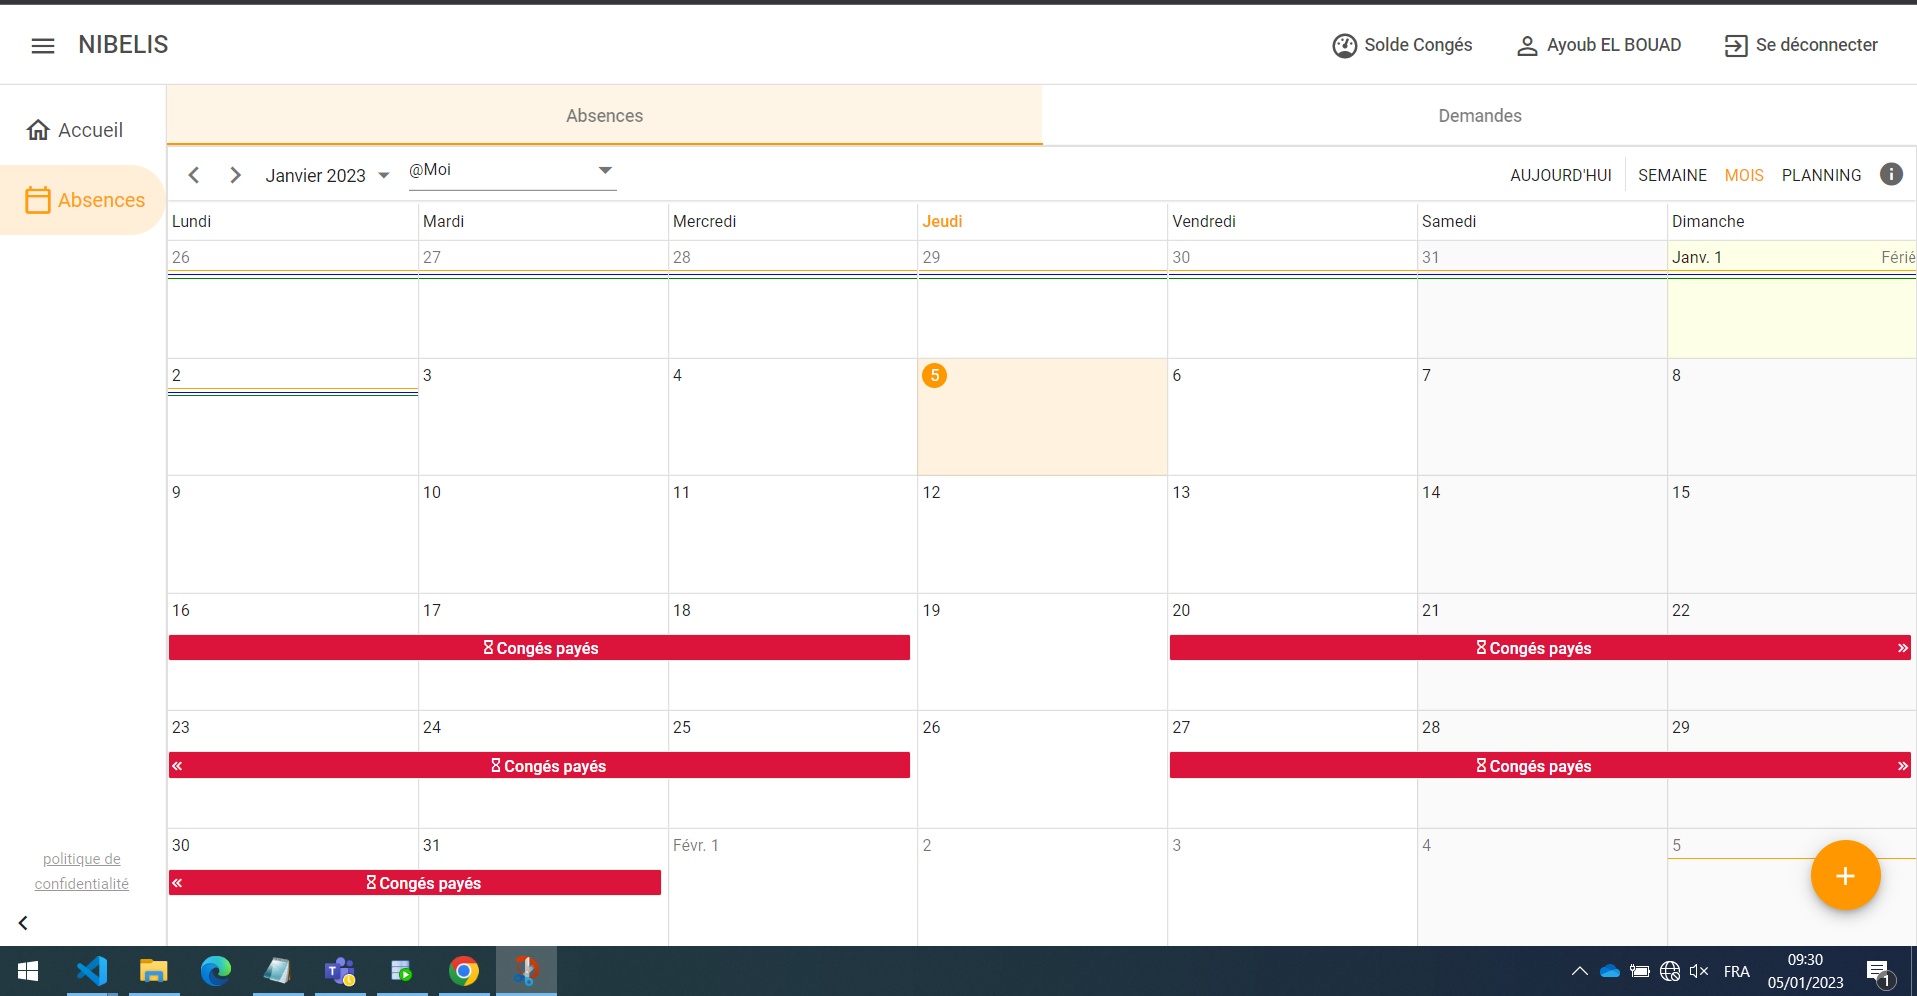 NIBELIS
Solde Congés
Ayoub EL BOUAD
Se déconnecter
Accueil
Absences
politique de
confidentialité
Absences
Demandes
Janvier 2023
@Moi
AUJOURD'HUI
SEMAINE
MOIS
PLANNING
Lundi Mardi Mercredi Jeudi Vendredi Samedi Dimanche
26 27 28 29 30 31 Janv. 1 Férié
2 3 4 5 6 7 8
9 10 11 12 13 14 15
16 17 18 19 20 21 22
Congés payés Congés payés »
23 24 25 26 27 28 29
« Congés payés Congés payés »
30 31 Févr. 1 2 3 4 5
« Congés payés
+
FRA
09:30
05/01/2023
1